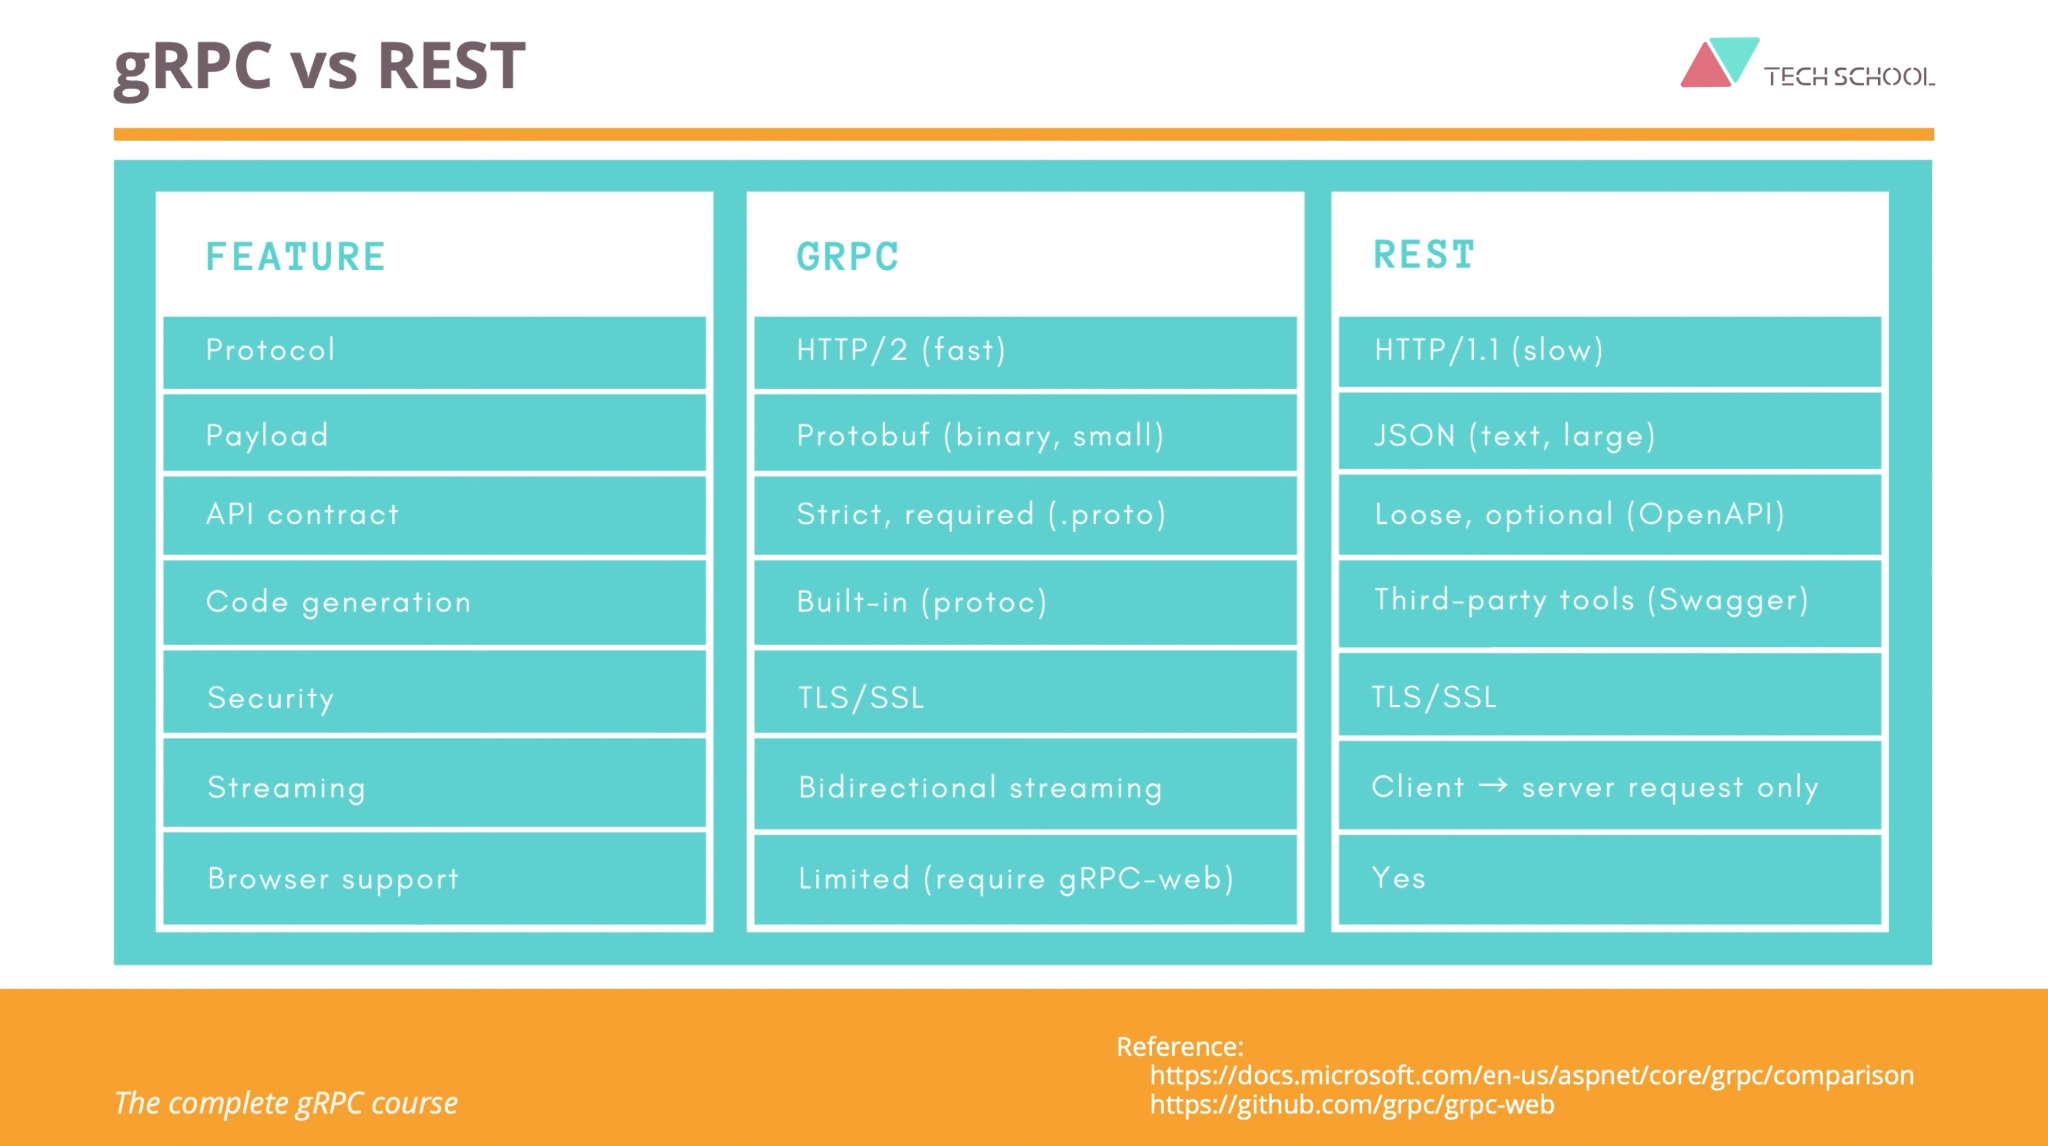 gRPC vs REST
TECH SCHOOL
FEATURE GRPC REST
Protocol HTTP/2 (fast) HTTP/1.1 (slow)
Payload Protobuf (binary, small) JSON (text, large)
API contract Strict, required (.proto) Loose, optional (OpenAPI)
Code generation Built-in (protoc) Third-party tools (Swagger)
Security TLS/SSL TLS/SSL
Streaming Bidirectional streaming Client → server request only
Browser support Limited (require gRPC-web) Yes
Reference:
https://docs.microsoft.com/en-us/aspnet/core/grpc/comparison
https://github.com/grpc/grpc-web
The complete gRPC course